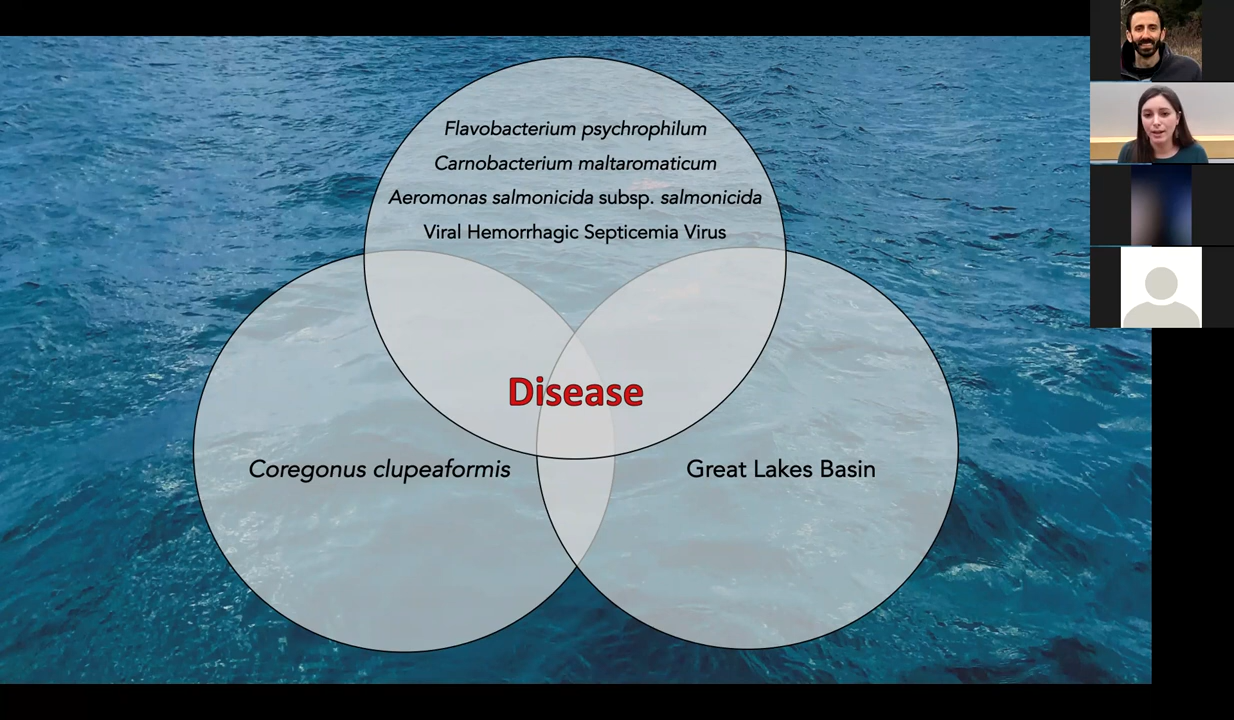 Flavobacterium psychrophilum
Carnobacterium maltaromaticum
Aeromonas salmonicida subsp. salmonicida
Viral Hemorrhagic Septicemia Virus
Disease
Coregonus clupeaformis
Great Lakes Basin